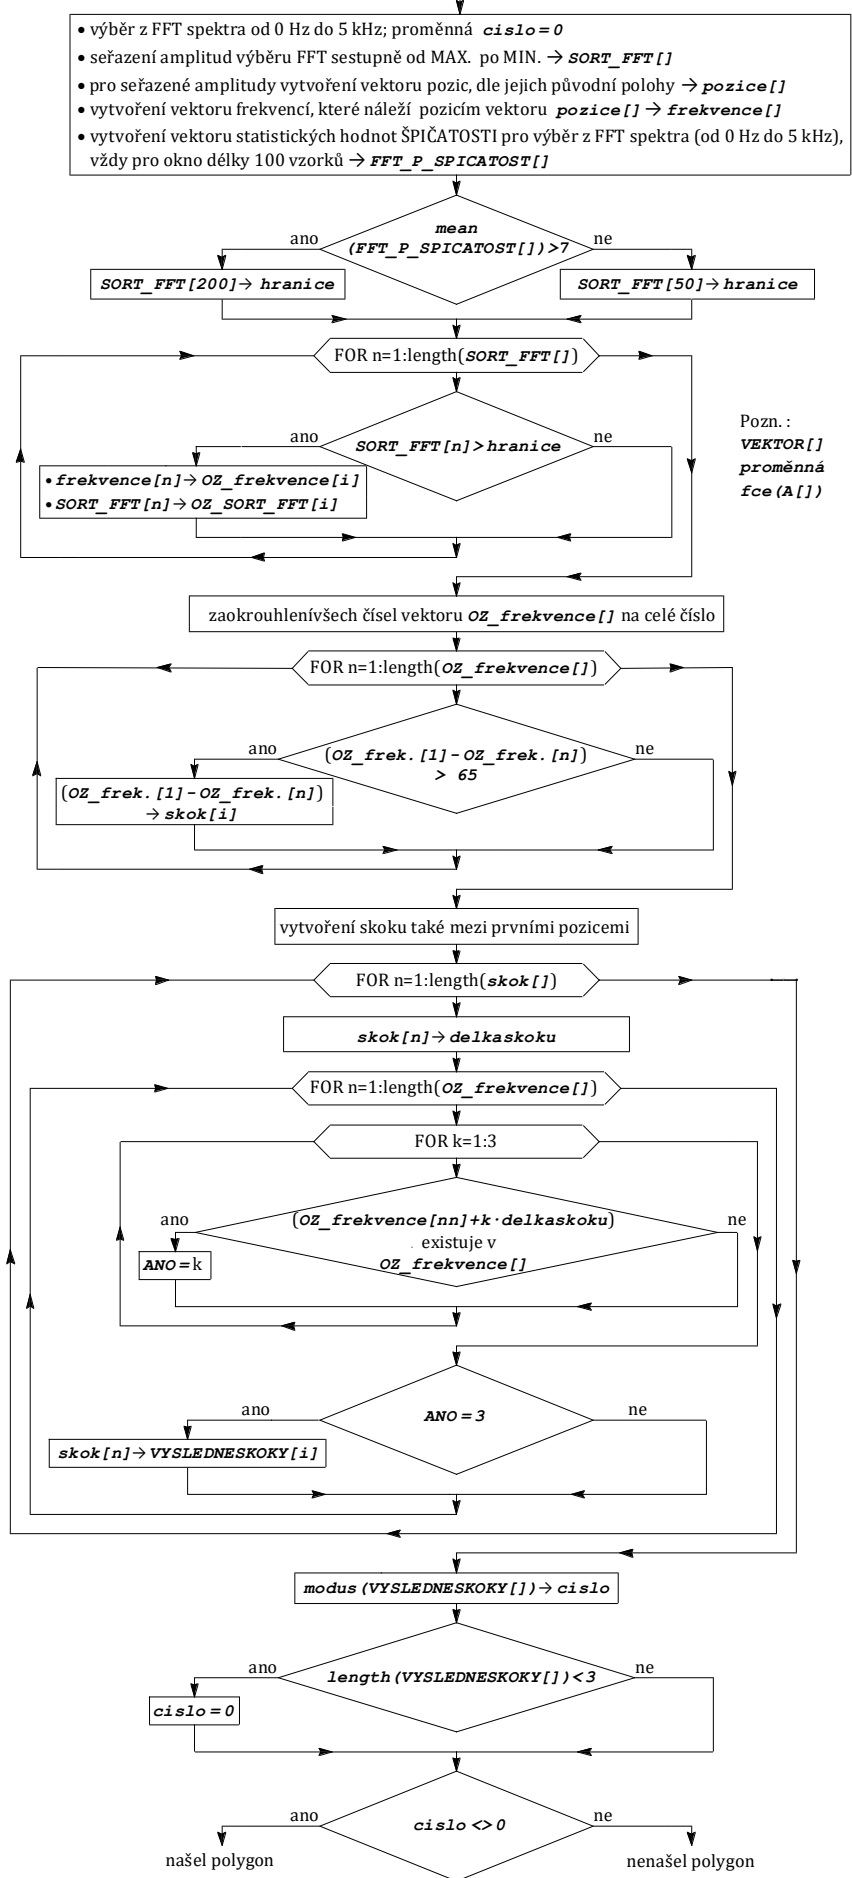 • výběr z FFT spektra od 0 Hz do 5 kHz; proměnná cislo=0
• seřazení amplitud výběru FFT sestupně od MAX. po MIN. → SORT_FFT[]
• pro seřazené amplitudy vytvoření vektoru pozic, dle jejich původní polohy → pozice[]
• vytvoření vektoru frekvencí, které náleží pozicím vektoru pozice[] → frekvence[]
• vytvoření vektoru statistických hodnot ŠPIČATOSTI pro výběr z FFT spektra (od 0 Hz do 5 kHz),
vždy pro okno délky 100 vzorků → FFT_P_SPICATOST[]
mean
(FFT_P_SPICATOST[])>7
ano
ne
SORT_FFT[200]→ hranice
SORT_FFT[50]→hranice
FOR n=1:length(SORT_FFT[])
SORT_FFT[n]>hranice
ano
ne
• frekvence[n]→OZ_frekvence[i]
• SORT_FFT[n]→OZ_SORT_FFT[i]
Pozn. :
VEKTOR[]
proměnná
fce(A[])
zaokrouhlenívšech čísel vektoru OZ_frekvence[] na celé číslo
FOR n=1:length(OZ_frekvence[])
ano
ne
(OZ_frek.[1]-OZ_frek.[n])
> 65
(OZ_frek.[1]-OZ_frek.[n])
→skok[i]
vytvoření skoku také mezi prvními pozicemi
FOR n=1:length(skok[])
skok[n]→delkaskoku
FOR n=1:length(OZ_frekvence[])
FOR k=1:3
ano
ne
(OZ_frekvence[nn]+k·delkaskoku)
existuje v
OZ_frekvence[]
ANO=k
ano
ne
ANO=3
skok[n]→VYSLEDNESKOKY[i]
modus(VYSLEDNESKOKY[])→cislo
ano
ne
length(VYSLEDNESKOKY[])<3
cislo=0
ano
ne
cislo <>0
našel polygon
nenašel polygon